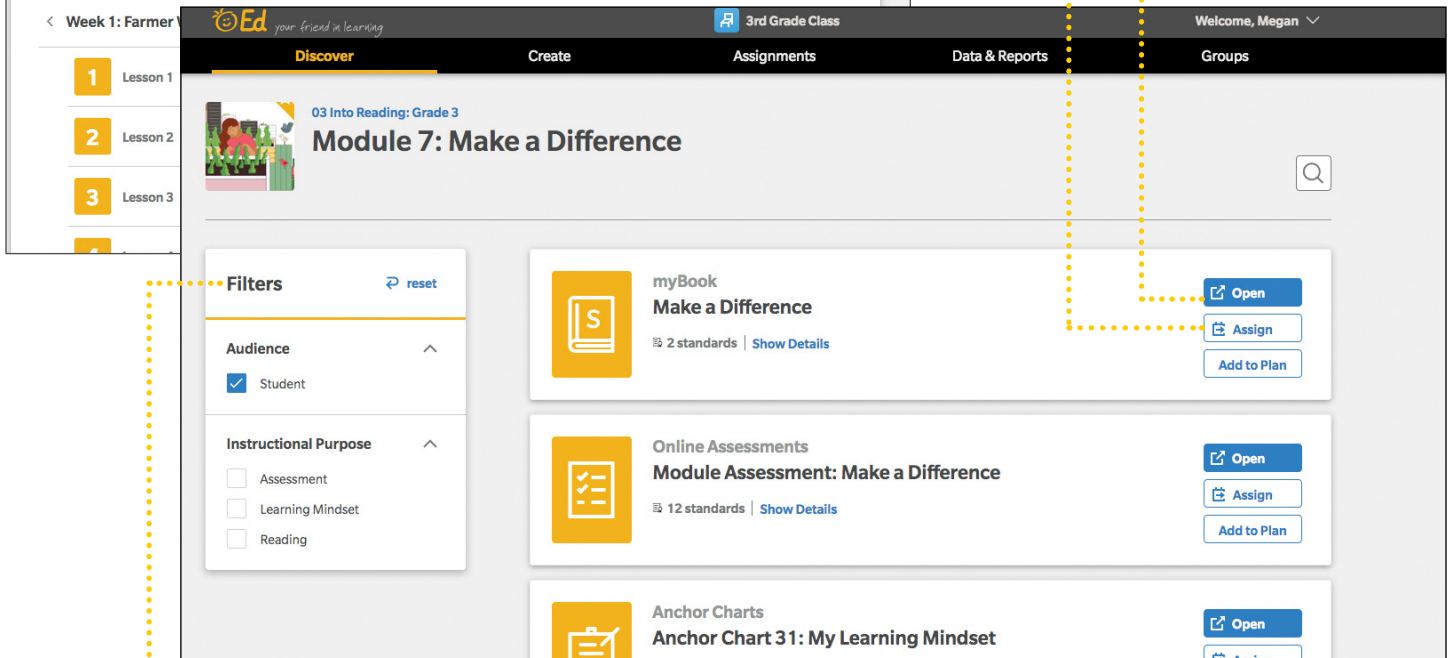 Week 1: Farmer
1 Lesson 1
2 Lesson 2
3 Lesson 3
Ed your friend in learning
3rd Grade Class
Welcome, Megan
Discover Create Assignments Data & Reports Groups
03 Into Reading: Grade 3
Module 7: Make a Difference
Filters reset
Audience
Student
Instructional Purpose
Assessment
Learning Mindset
Reading
S
myBook
Make a Difference
2 standards | Show Details
Open
Assign
Add to Plan
Online Assessments
Module Assessment: Make a Difference
12 standards | Show Details
Open
Assign
Add to Plan
Anchor Charts
Anchor Chart 31: My Learning Mindset
Open